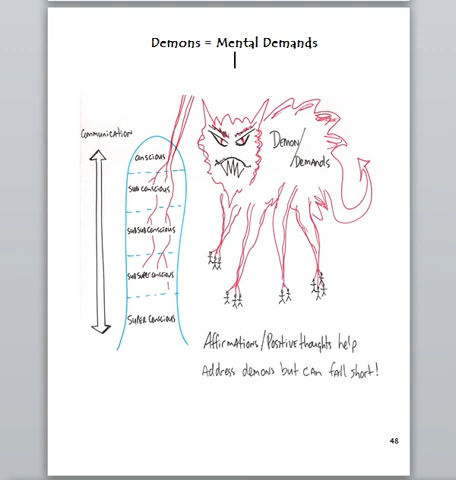 Demons = Mental Demands
Communication
Conscious
Sub conscious
Sub sub conscious
Sub super conscious
Super conscious
Demon/
Demands
Affirmations/Positive thoughts help
Address demons but can fall short!
48